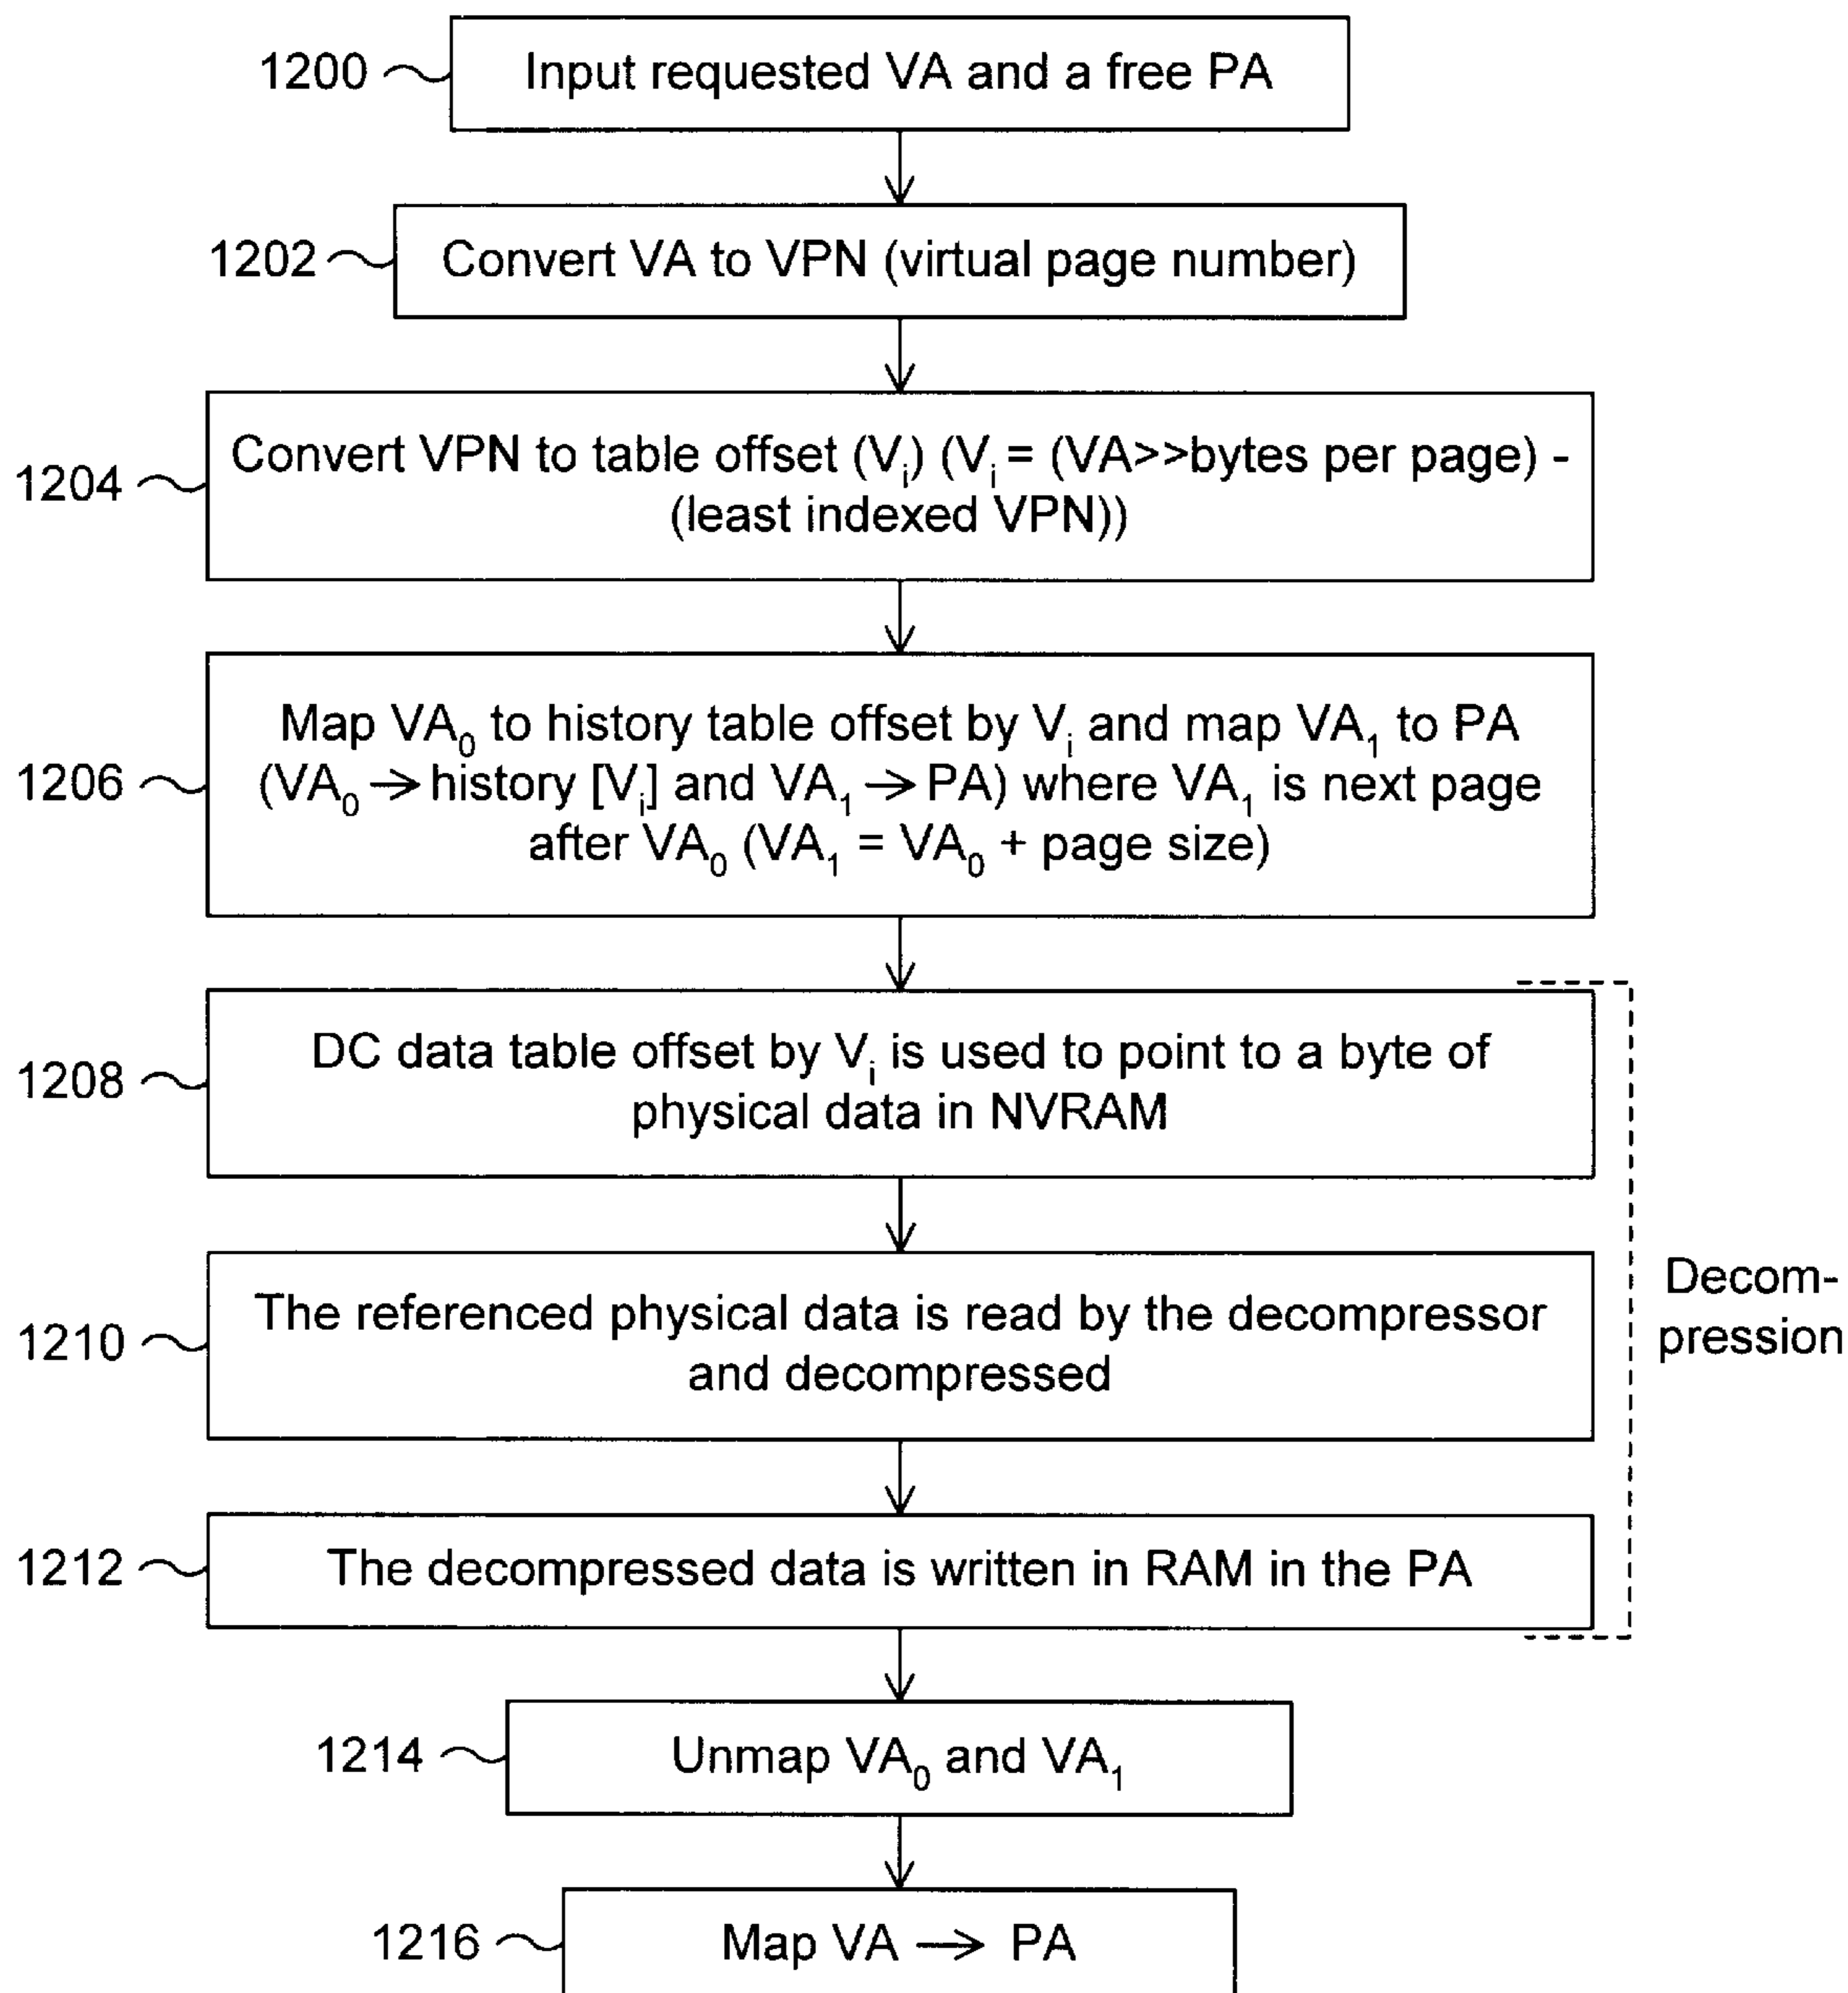 1200
Input requested VA and a free PA
1202
Convert VA to VPN (virtual page number)
1204
Convert VPN to table offset (Vi) (Vi = (VA>>bytes per page) -
(least indexed VPN))
1206
Map VA0 to history table offset by Vi and map VA1 to PA
(VA0 → history [Vi] and VA1 → PA) where VA1 is next page
after VA0 (VA1 = VA0 + page size)
1208
DC data table offset by Vi is used to point to a byte of
physical data in NVRAM
1210
The referenced physical data is read by the decompressor
and decompressed
Decom-
pression
1212
The decompressed data is written in RAM in the PA
1214
Unmap VA0 and VA1
1216
Map VA → PA